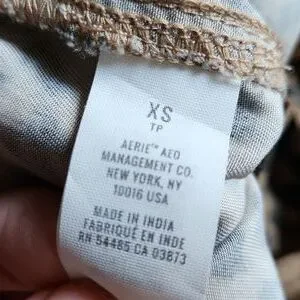 XS
TP
AERIE™ AEO
MANAGEMENT CO.
NEW YORK, NY
10016 USA
MADE IN INDIA
FABRIQUÉ EN INDE
RN 54485 CA 03873